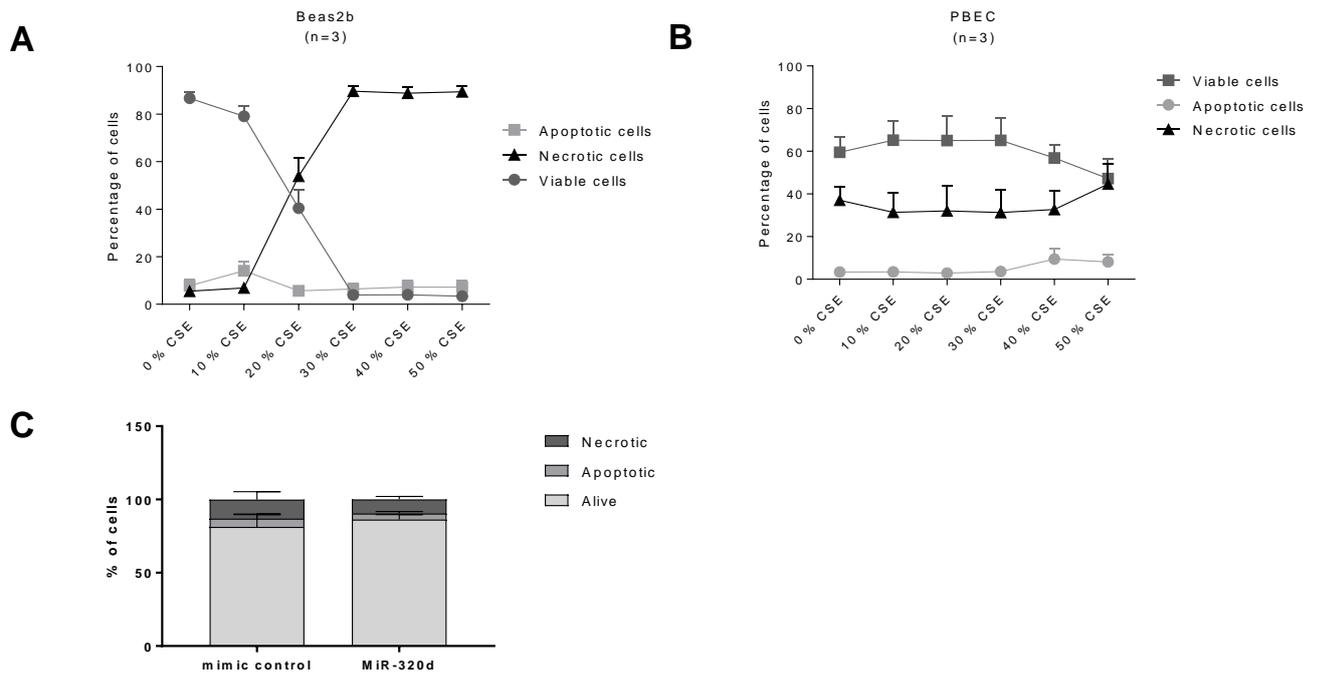 A
Beas2b
(n=3)
Percentage of cells
100
80
60
40
20
0
0 % CSE
10 % CSE
20 % CSE
30 % CSE
40 % CSE
50 % CSE
Apoptotic cells
Necrotic cells
Viable cells
B
PBEC
(n=3)
Percentage of cells
100
80
60
40
20
0
0 % CSE
10 % CSE
20 % CSE
30 % CSE
40 % CSE
50 % CSE
Viable cells
Apoptotic cells
Necrotic cells
C
% of cells
150
100
50
0
mimic control
MiR-320d
Necrotic
Apoptotic
Alive